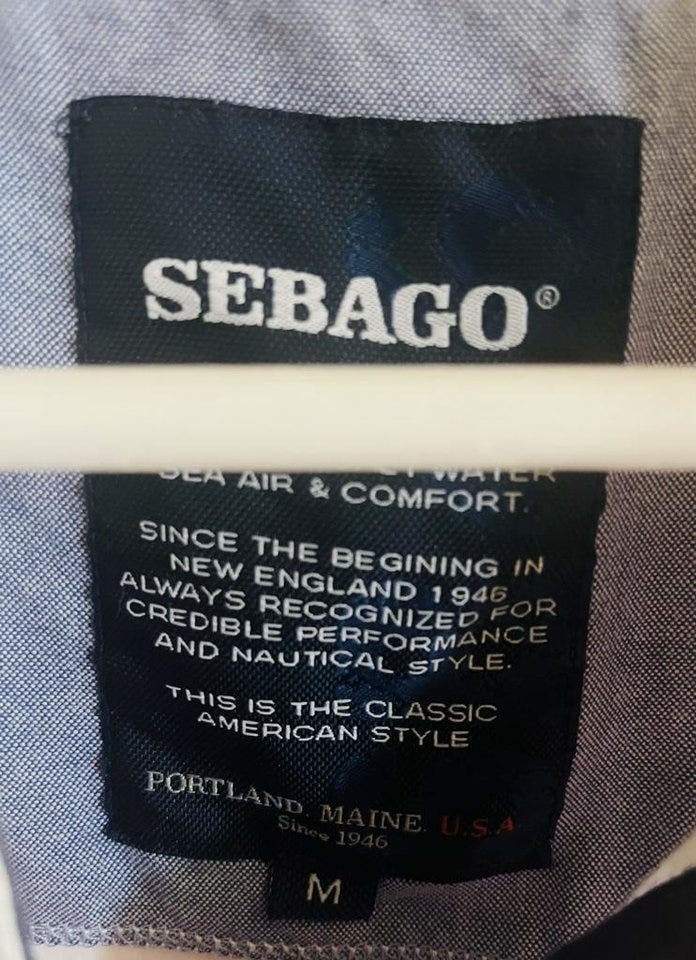 SEBAGO®
WATER
SEA AIR & COMFORT.
SINCE THE BEGINING IN
NEW ENGLAND 1946
ALWAYS RECOGNIZED FOR
CREDIBLE PERFORMANCE
AND NAUTICAL STYLE.
THIS IS THE CLASSIC
AMERICAN STYLE
PORTLAND. MAINE. U.S.A
Since 1946
M